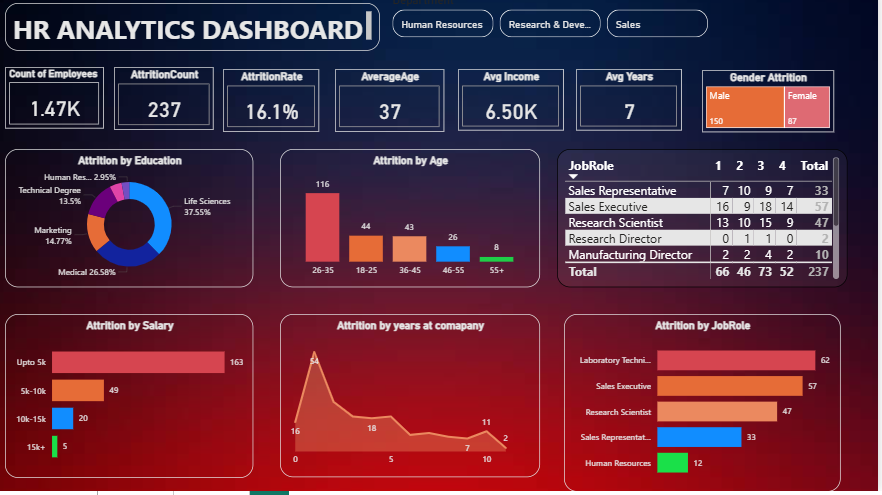 HR ANALYTICS DASHBOARD
Human Resources
Research & Deve...
Sales
Count of Employees
1.47K
AttritionCount
237
AttritionRate
16.1%
AverageAge
37
Avg Income
6.50K
Avg Years
7
Gender Attrition
Male
150
Female
87
Attrition by Education
Human Res... 2.95%
Technical Degree
13.5%
Marketing
14.77%
Medical 26.58%
Life Sciences
37.55%
Attrition by Age
116
44
43
26
8
26-35
18-25
36-45
46-55
55+
JobRole 1 2 3 4 Total
Sales Representative 7 10 9 7 33
Sales Executive 16 9 18 14 57
Research Scientist 13 10 15 9 47
Research Director 0 1 1 0 2
Manufacturing Director 2 2 4 2 10
Total 66 46 73 52 237
Attrition by Salary
Upto 5k 163
5k-10k 49
10k-15k 20
15k+ 5
Attrition by years at comapany
54
16
18
7
11
2
0 5 10
Attrition by JobRole
Laboratory Techni... 62
Sales Executive 57
Research Scientist 47
Sales Representat... 33
Human Resources 12